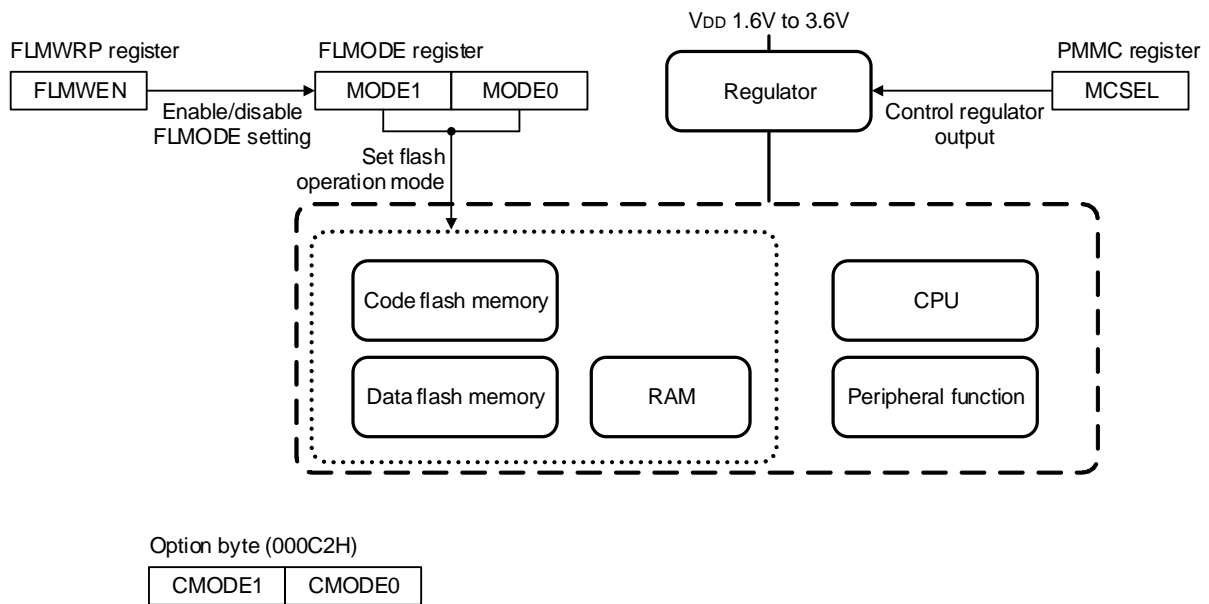 VDD 1.6V to 3.6V
FLMWRP register
FLMODE register
PMMC register
FLMWEN
MODE1
MODE0
Regulator
MCSEL
Enable/disable
FLMODE setting
Control regulator
output
Set flash
operation mode
Code flash memory
CPU
Data flash memory
RAM
Peripheral function
Option byte (000C2H)
CMODE1
CMODE0